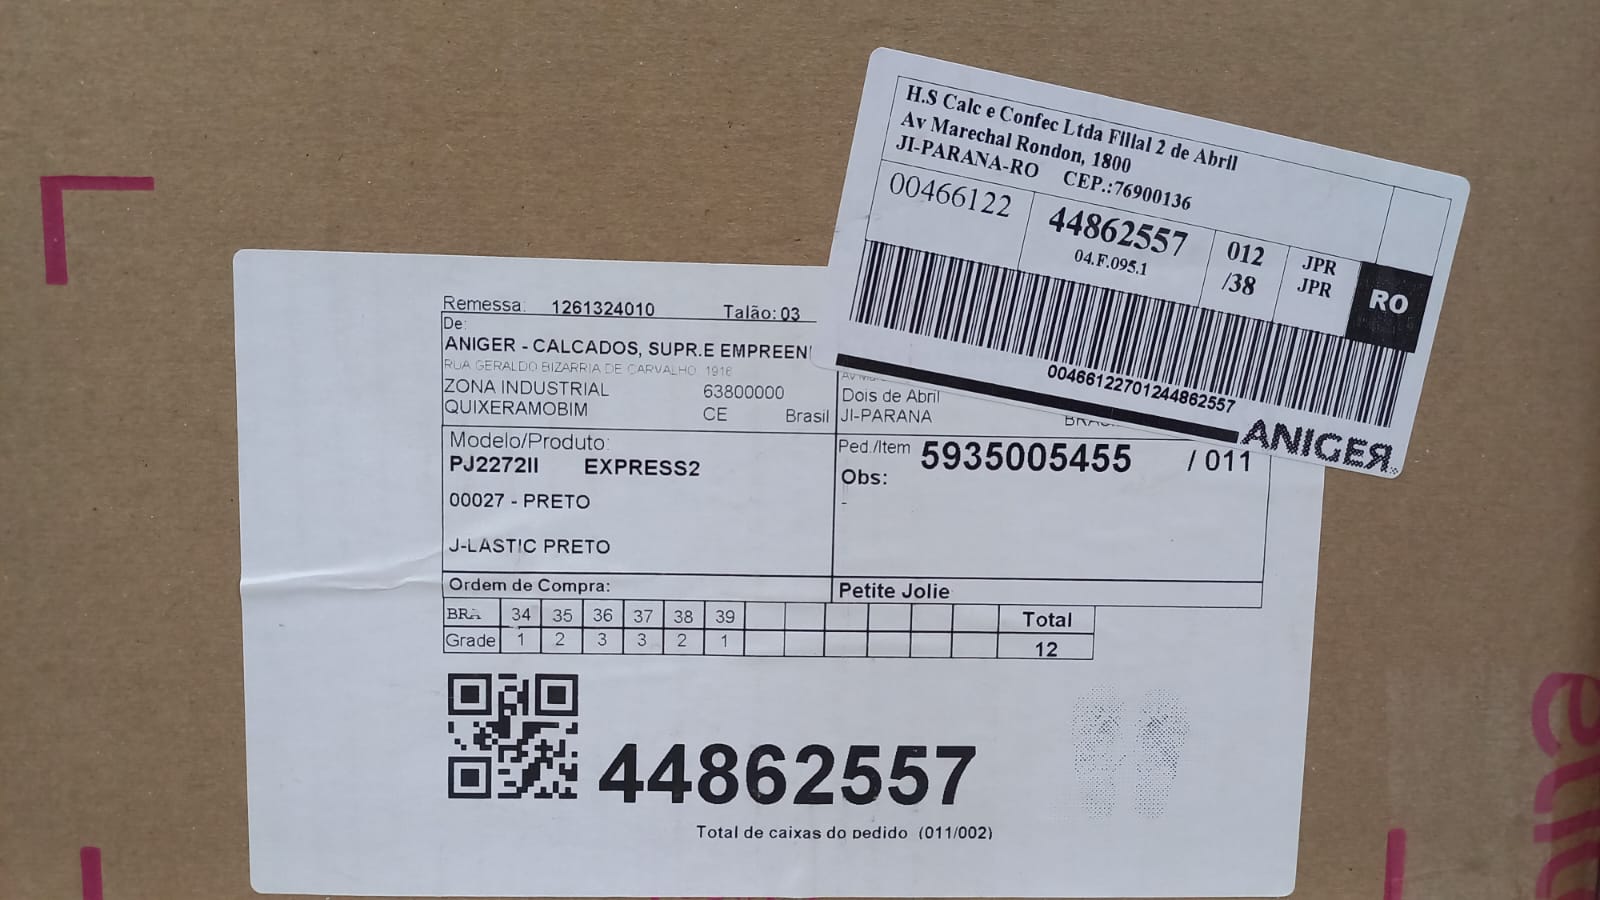 H.S Calc e Confec Ltda Filial 2 de Abril
Av Marechal Rondon, 1800
JI-PARANA-RO CEP.:76900136
00466122 44862557 012 JPR RO
04.F.095.1 /38 JPR
00466122701244862557
ANIGER
Remessa: 1261324010 Talão: 03
De:
ANIGER - CALCADOS, SUPR.E EMPREEN
RUA GERALDO BIZARRIA DE CARVALHO 1916
ZONA INDUSTRIAL 63800000
QUIXERAMOBIM CE Brasil
Dois de Abril
JI-PARANA
Modelo/Produto:
PJ2272II EXPRESS2
00027 - PRETO
J-LASTIC PRETO
Ped./Item 5935005455 / 011
Obs:
-
Ordem de Compra:
Petite Jolie
BRA 34 35 36 37 38 39 Total
Grade 1 2 3 3 2 1 12
44862557
Total de caixas do pedido (011/002)